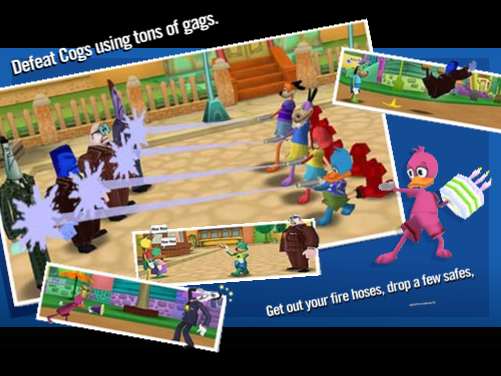 Defeat Cogs using tons of gags.
Get out your fire hoses, drop a few safes,